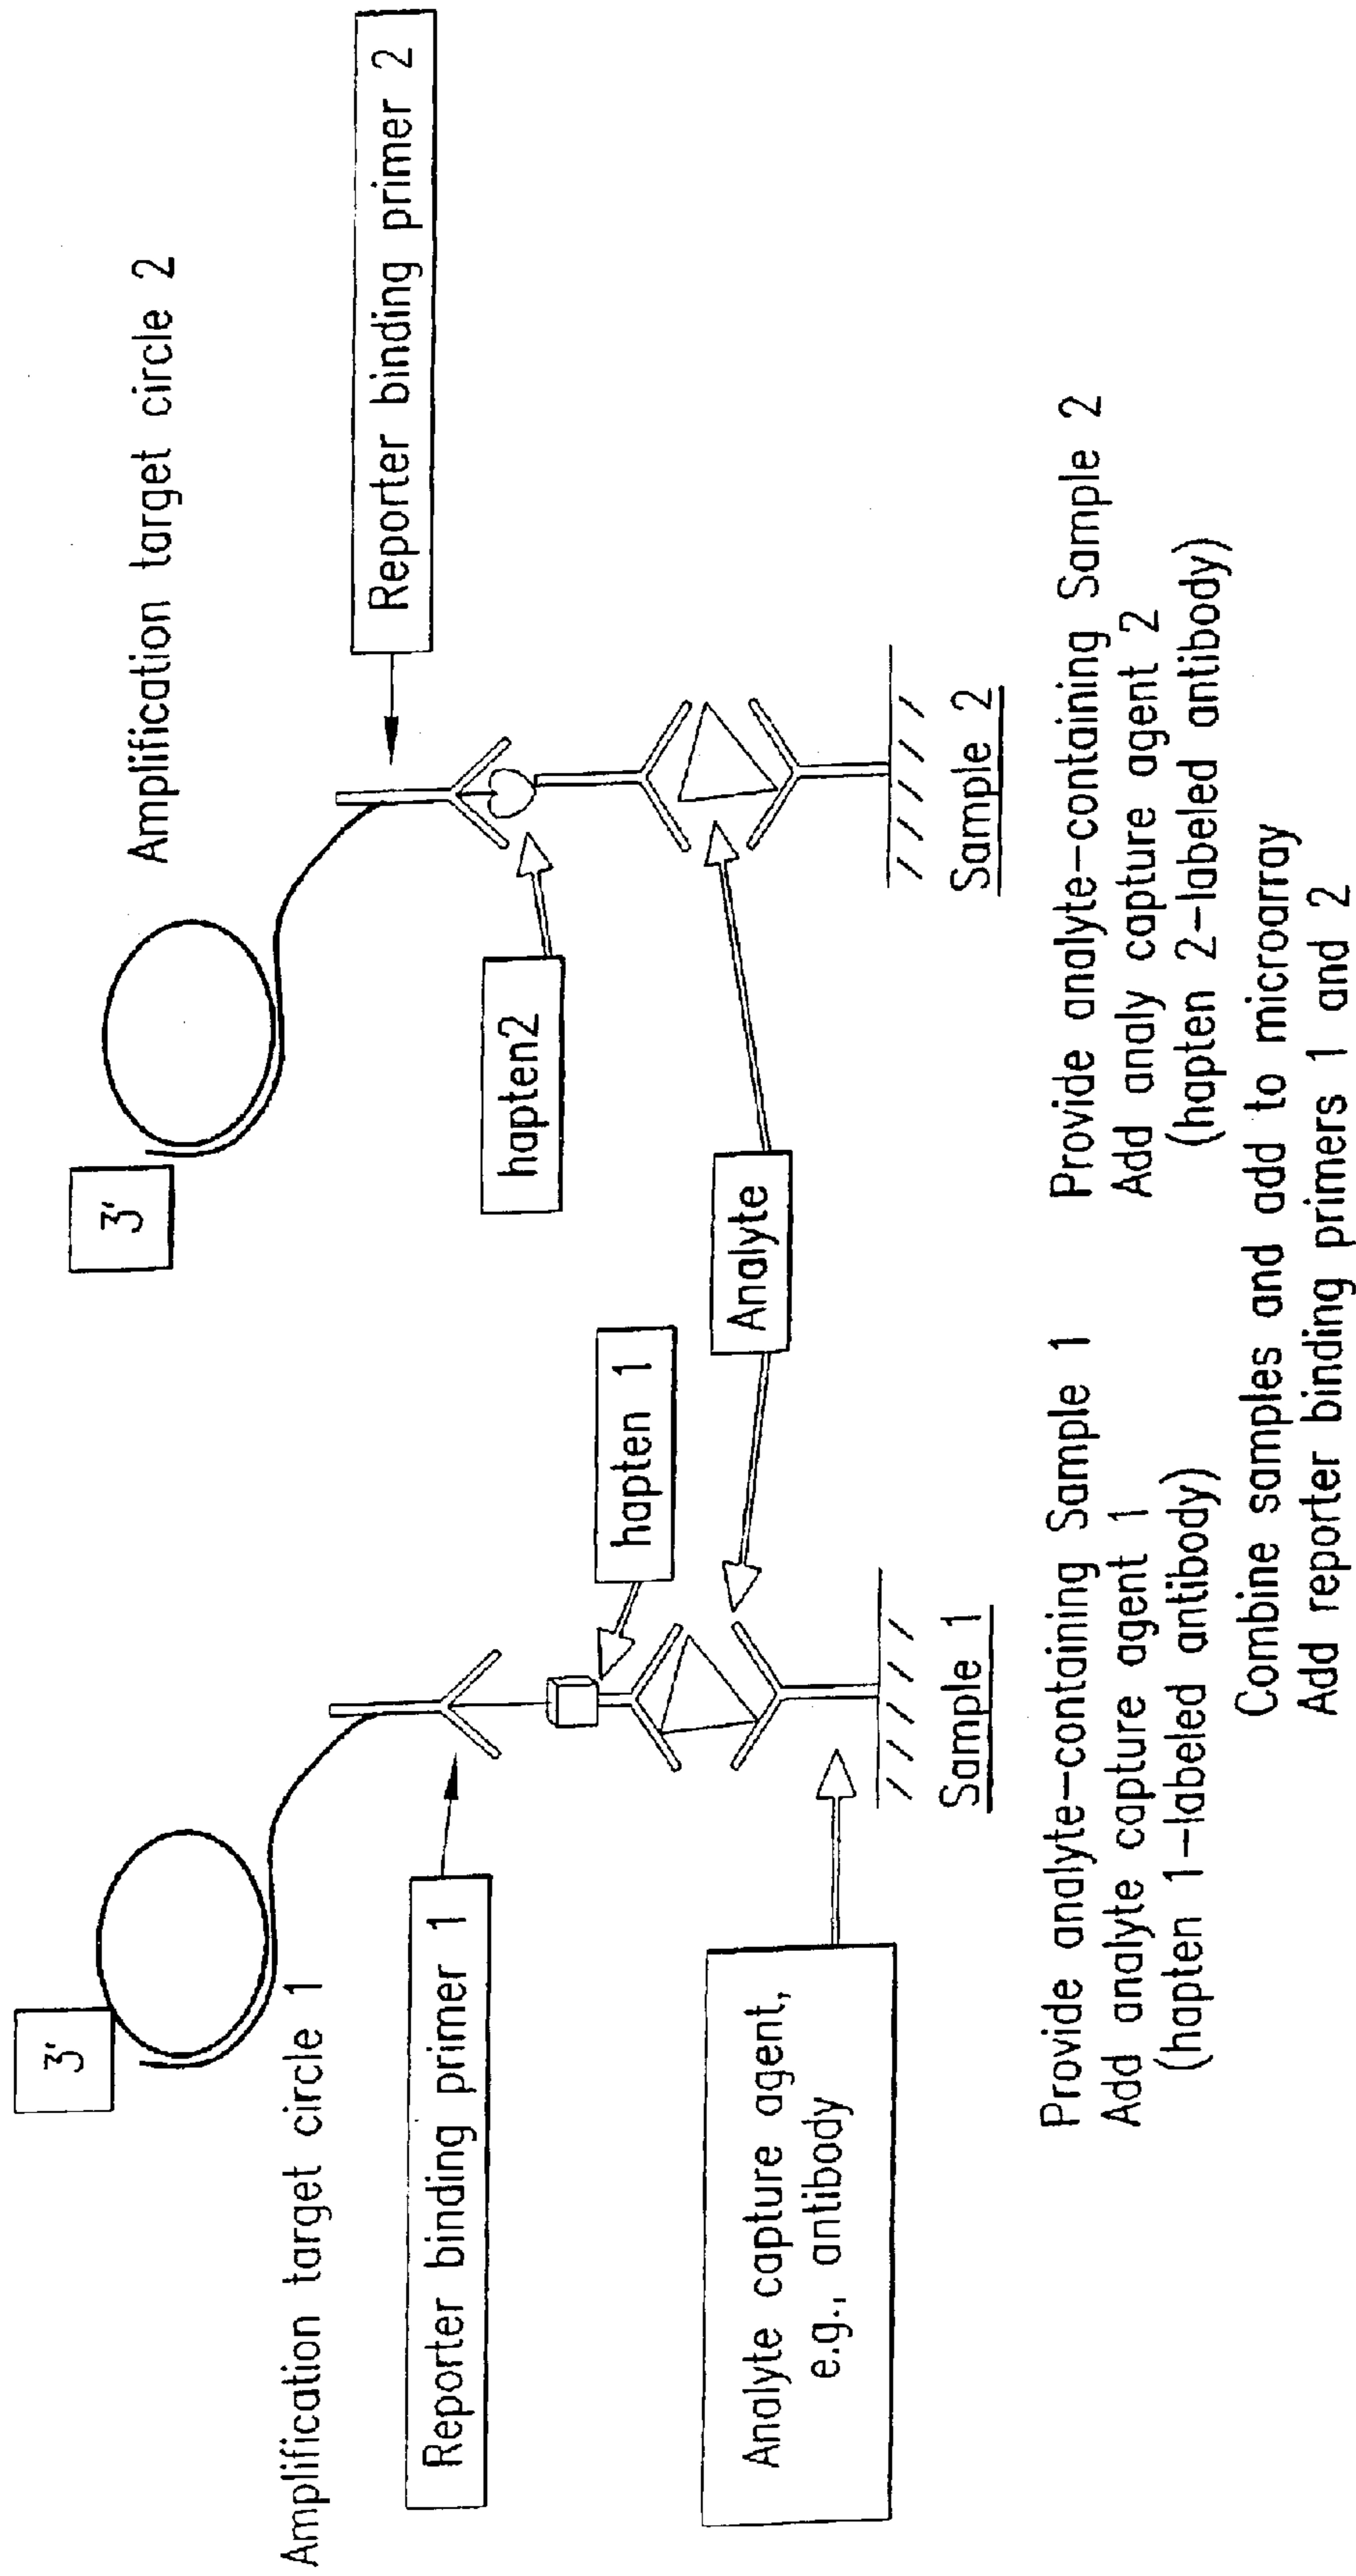 3'
Amplification target circle 1
Reporter binding primer 1
hapten 1
Analyte capture agent,
e.g., antibody
Sample 1
3'
Amplification target circle 2
Reporter binding primer 2
hapten2
Analyte
Sample 2
Provide analyte-containing Sample 1
Add analyte capture agent 1
(hapten 1-labeled antibody)
Provide analyte-containing Sample 2
Add analy capture agent 2
(hapten 2-labeled antibody)
Combine samples and add to microarray
Add reporter binding primers 1 and 2